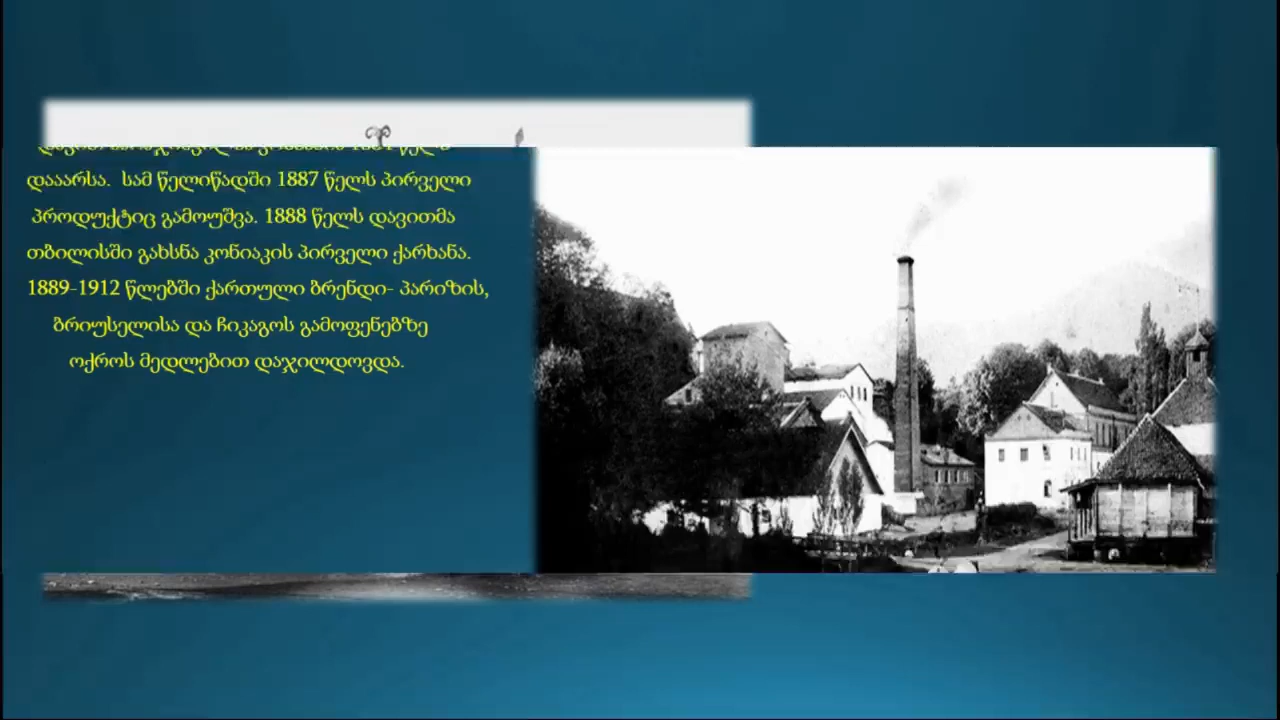 დააარსა. სამ წელიწადში 1887 წელს პირველი
პროდუქტიც გამოუშვა. 1888 წელს დავითმა
თბილისში გახსნა კონიაკის პირველი ქარხანა.
1889-1912 წლებში ქართული ბრენდი- პარიზის,
ბრიუსელისა და ჩიკაგოს გამოფენებზე
ოქროს მედლებით დაჯილდოვდა.